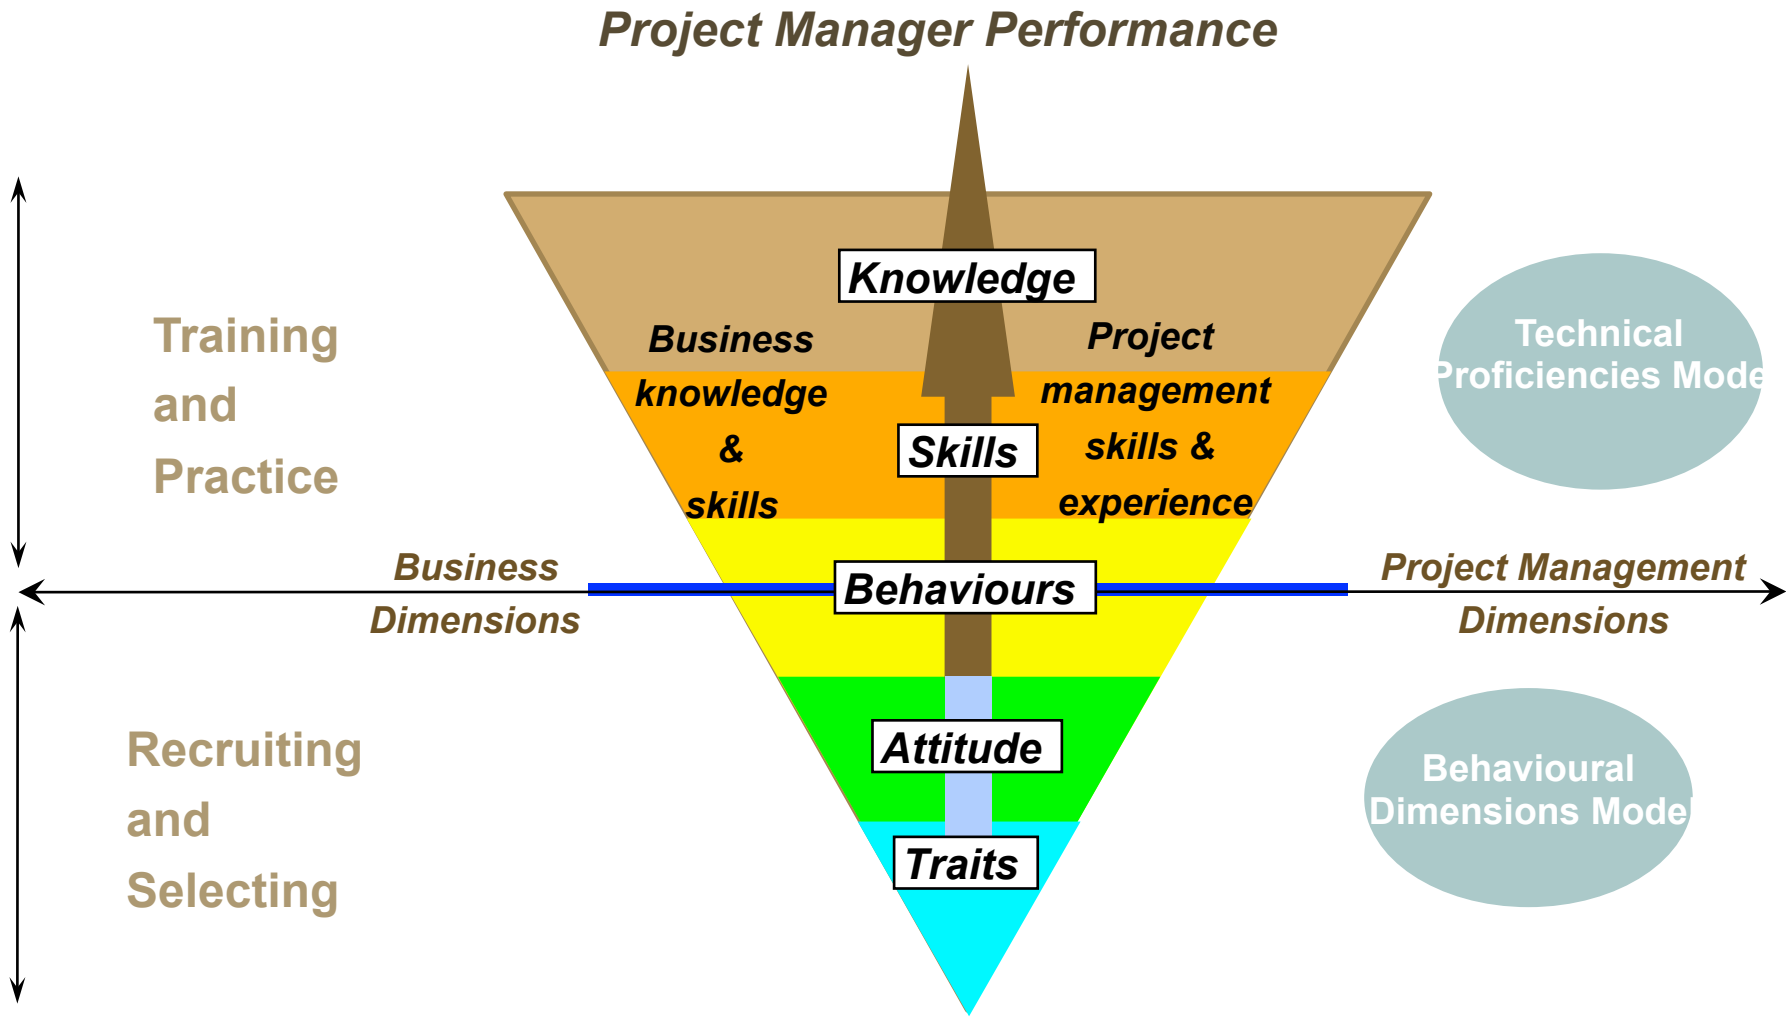 Project Manager Performance
Knowledge
Training
and
Practice
Business
knowledge
&
skills
Project
management
skills &
experience
Skills
Technical
Proficiencies Mode
Business
Dimensions
Behaviours
Project Management
Dimensions
Recruiting
and
Selecting
Attitude
Traits
Behavioural
Dimensions Model